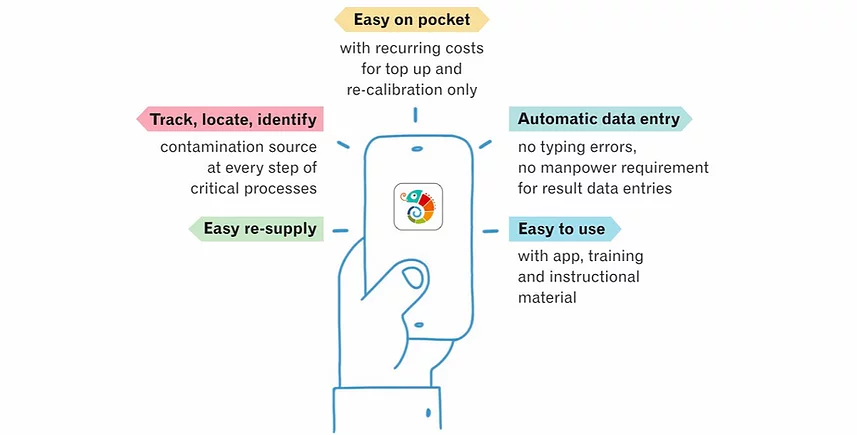 Easy on pocket
with recurring costs
for top up and
re-calibration only
Track, locate, identify
contamination source
at every step of
critical processes
Automatic data entry
no typing errors,
no manpower requirement
for result data entries
Easy re-supply
Easy to use
with app, training
and instructional
material